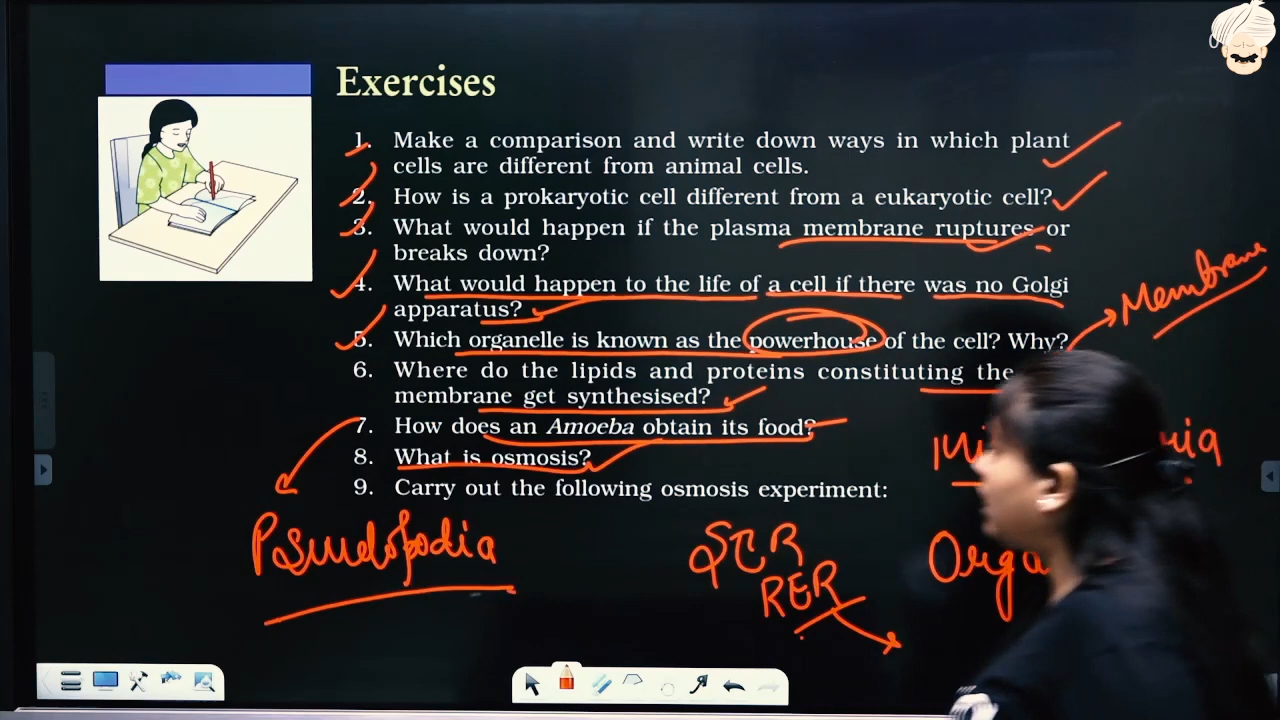 Exercises
1. Make a comparison and write down ways in which plant
cells are different from animal cells.
2. How is a prokaryotic cell different from a eukaryotic cell?
3. What would happen if the plasma membrane ruptures or
breaks down?
4. What would happen to the life of a cell if there was no Golgi
apparatus?
Membrane
5. Which organelle is known as the powerhouse of the cell? Why?
6. Where do the lipids and proteins constituting the
membrane get synthesised?
7. How does an Amoeba obtain its food?
8. What is osmosis?
9. Carry out the following osmosis experiment:
RER